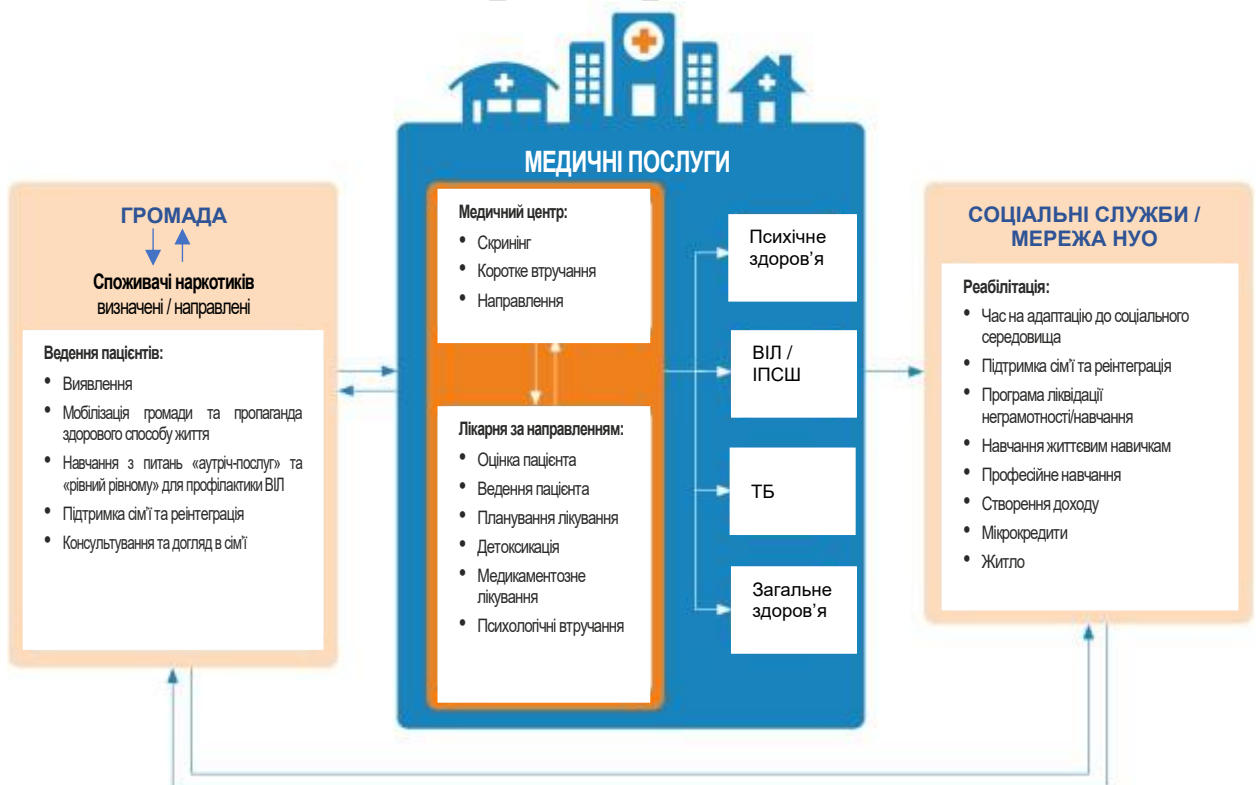 ГРОМАДА
Споживачі наркотиків
визначені / направлені
Ведення пацієнтів:
• Виявлення
• Мобілізація громади та пропаганда
здорового способу життя
• Навчання з питань «аутріч-послуг» та
«рівний рівному» для профілактики ВІЛ
• Підтримка сім’ї та реінтеграція
• Консультування та догляд в сім’ї
МЕДИЧНІ ПОСЛУГИ
Медичний центр:
• Скринінг
• Коротке втручання
• Направлення
Лікарня за направленням:
• Оцінка пацієнта
• Ведення пацієнта
• Планування лікування
• Детоксикація
• Медикаментозне
лікування
• Психологічні втручання
Психічне
здоров’я
ВІЛ /
ІПСШ
ТБ
Загальне
здоров’я
СОЦІАЛЬНІ СЛУЖБИ /
МЕРЕЖА НУО
Реабілітація:
• Час на адаптацію до соціального
середовища
• Підтримка сім’ї та реінтеграція
• Програма ліквідації
неграмотності/навчання
• Навчання життєвим навичкам
• Професійне навчання
• Створення доходу
• Мікрокредити
• Житло